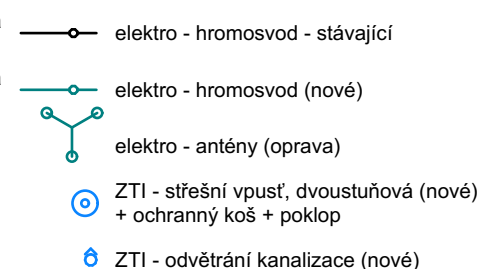 elektro - hromosvod - stávající
elektro - hromosvod (nové)
elektro - antény (oprava)
ZTI - střešní vpusť, dvoustuňová (nové)
+ ochranný koš + poklop
ZTI - odvětrání kanalizace (nové)